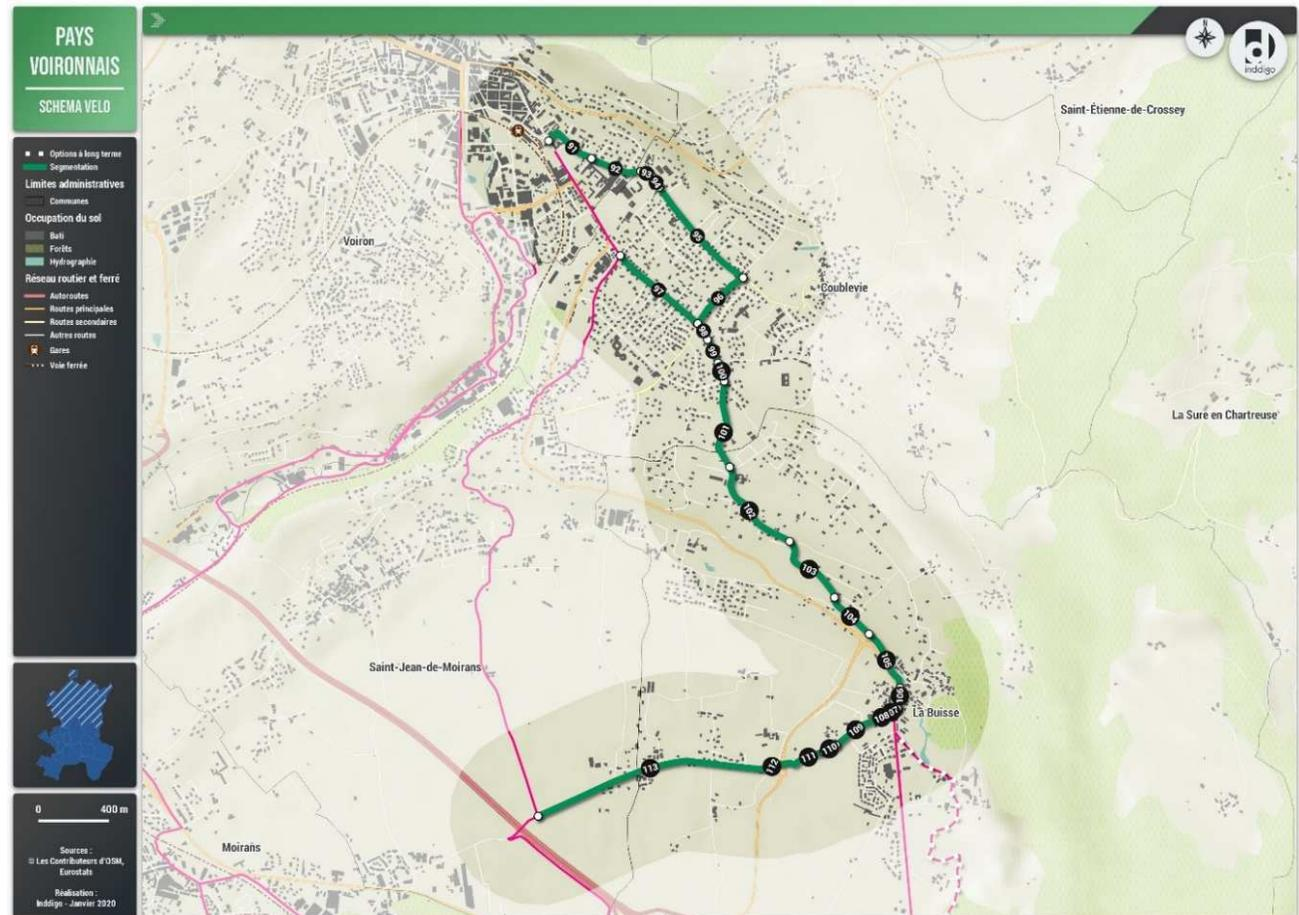 PAYS
VOIRONNAIS
SCHEMA VELO
Options à long terme
Segmentation
Limites administratives
Communes
Occupation du sol
Bati
Forêts
Hydrographie
Réseau routier et ferré
Autoroutes
Routes principales
Routes secondaires
Autres routes
Gares
Voie ferrée
0 400 m
Sources :
© Les Contributeurs d'OSM,
Eurostats
Réalisation :
Inddigo - Janvier 2020
N
inddigo
Saint-Étienne-de-Crossey
91
92
93
94
Voiron
95
Coublevie
97
96
98
99
100
La Sure en Chartreuse
101
102
103
104
105
Saint-Jean-de-Moirans
106
La Buisse
108
37
109
110
111
112
113
Moirans